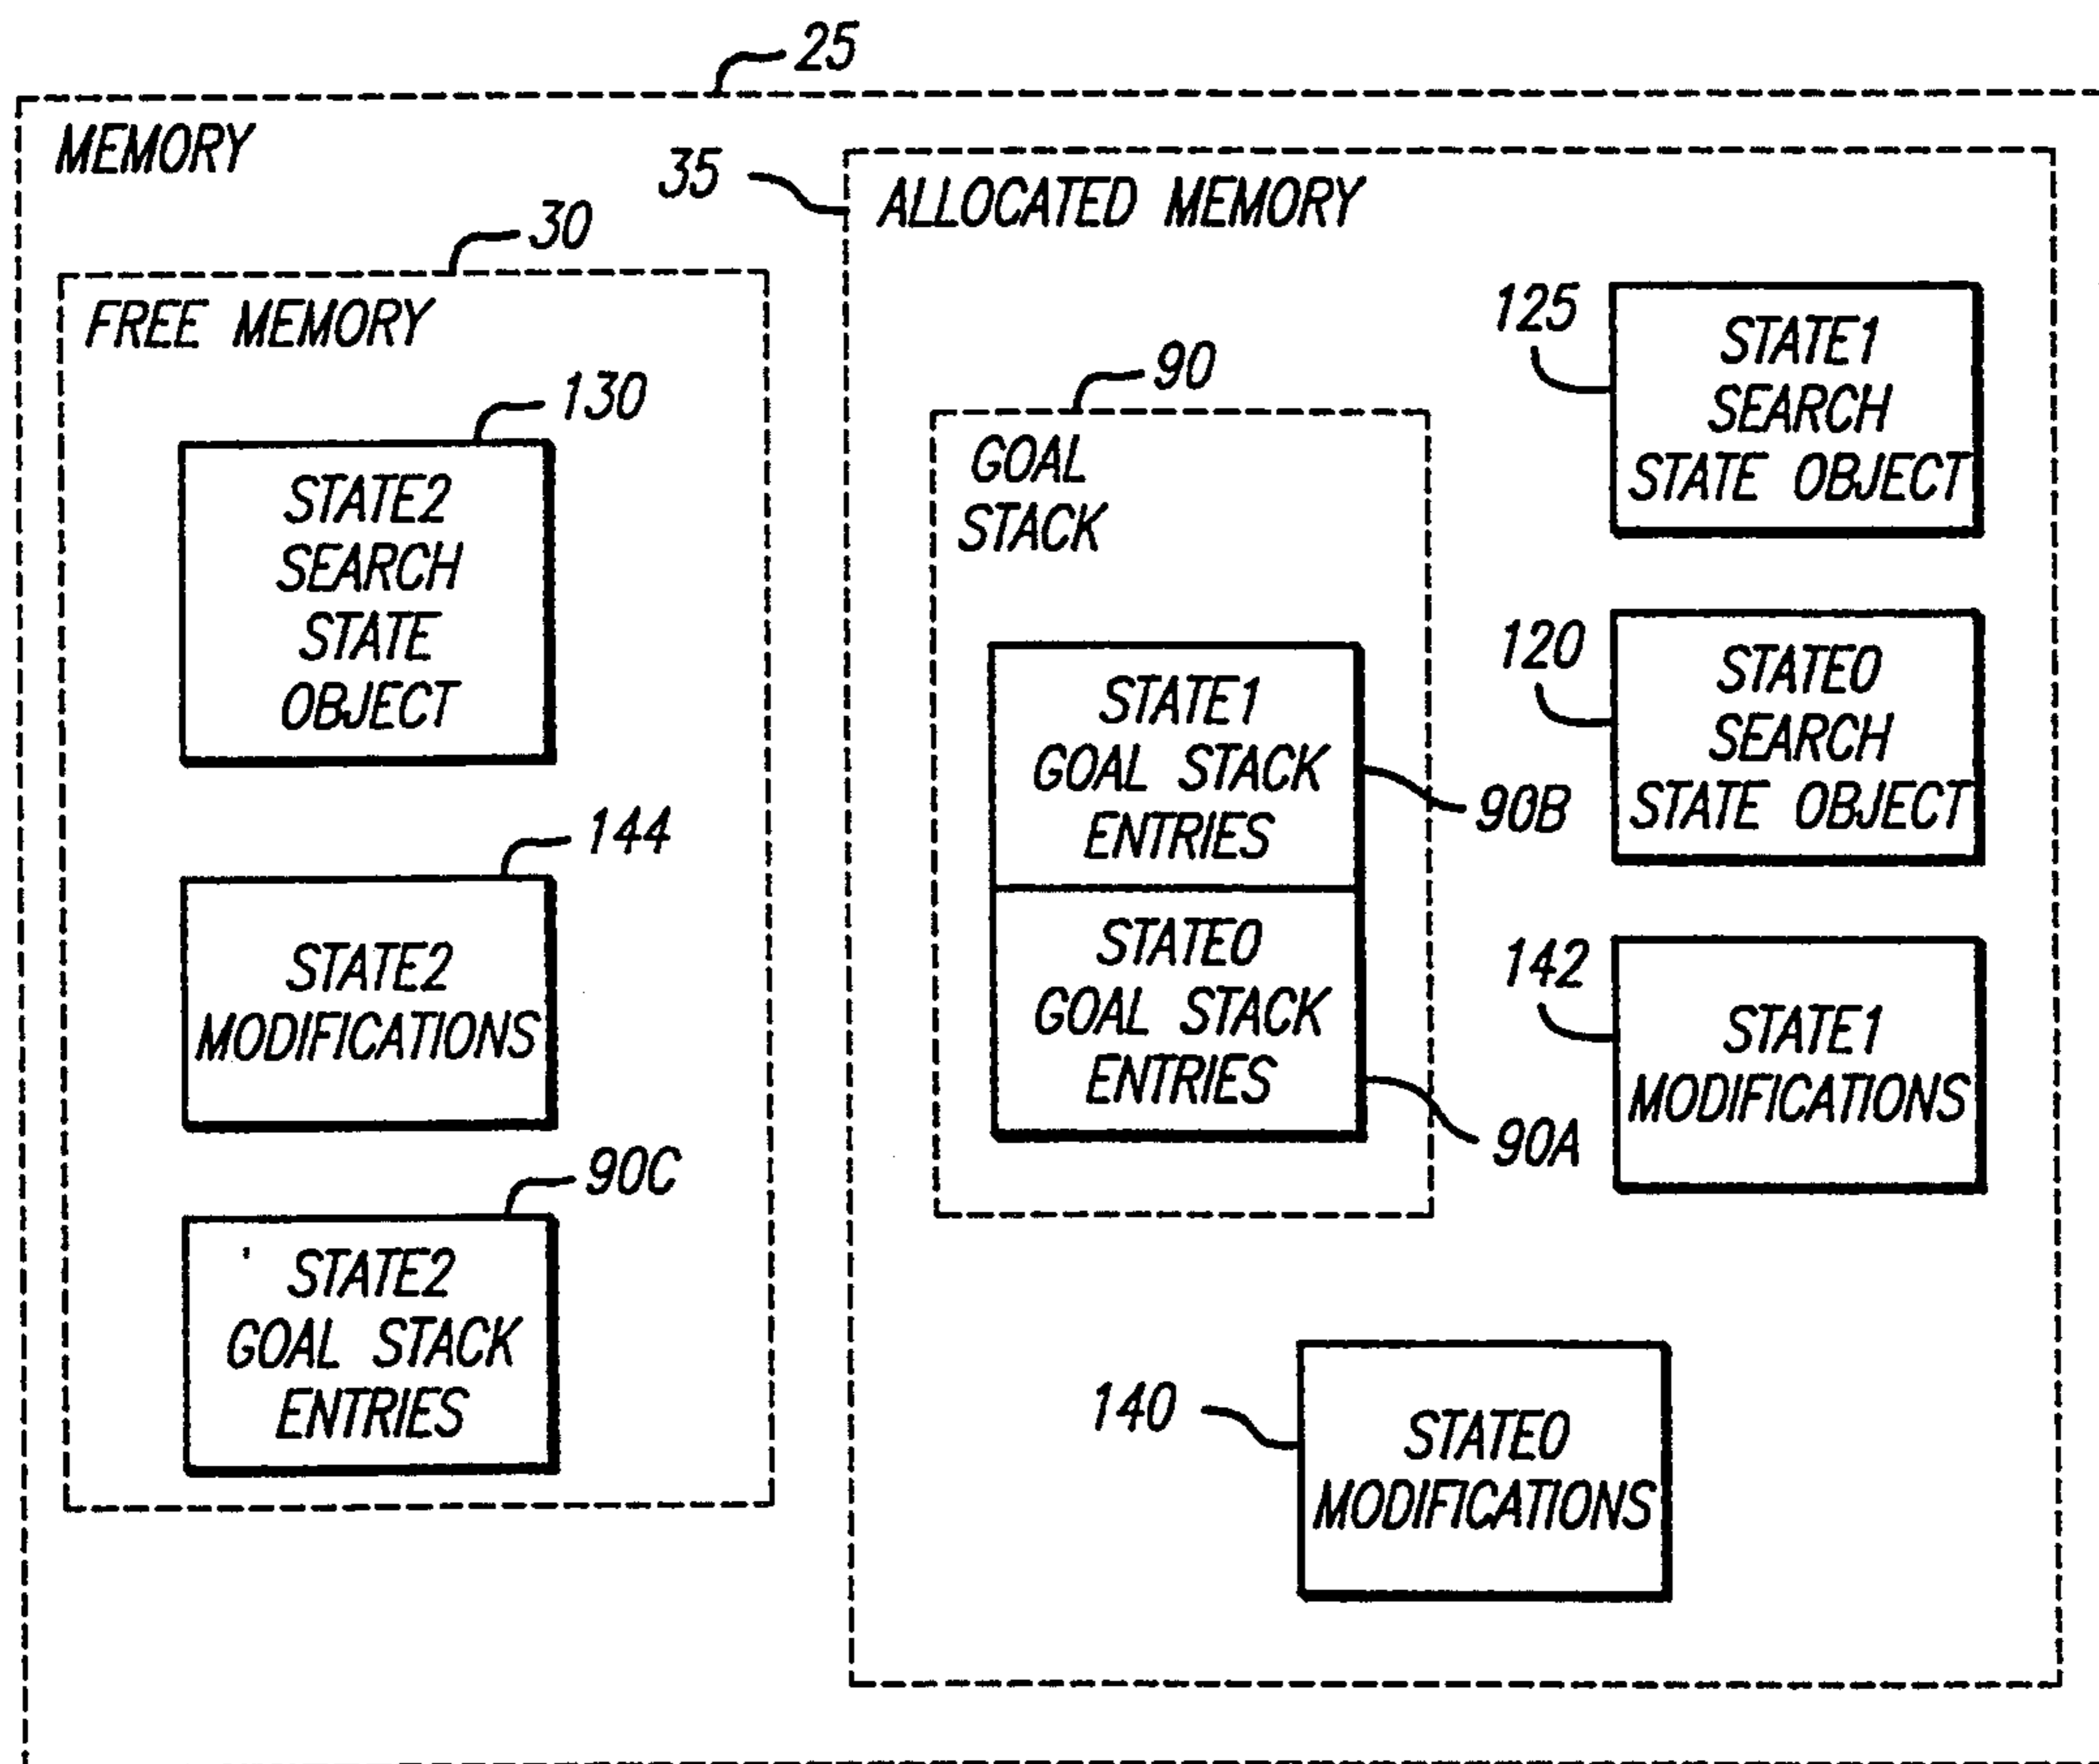 25
MEMORY
35
ALLOCATED MEMORY
30
FREE MEMORY
130
STATE2
SEARCH
STATE
OBJECT
144
STATE2
MODIFICATIONS
90C
STATE2
GOAL STACK
ENTRIES
90
GOAL
STACK
STATE1
GOAL STACK
ENTRIES
90B
STATE0
GOAL STACK
ENTRIES
90A
125
STATE1
SEARCH
STATE OBJECT
120
STATE0
SEARCH
STATE OBJECT
142
STATE1
MODIFICATIONS
140
STATE0
MODIFICATIONS